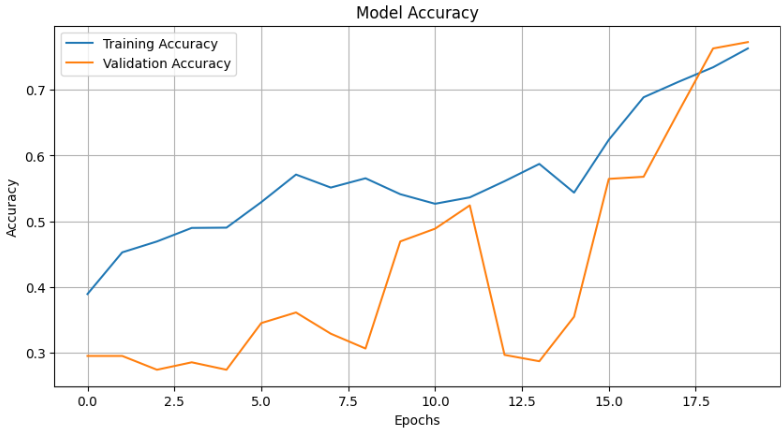 Model Accuracy
Training Accuracy
Validation Accuracy
0.7
0.6
0.5
0.4
0.3
Accuracy
0.0 2.5 5.0 7.5 10.0 12.5 15.0 17.5
Epochs